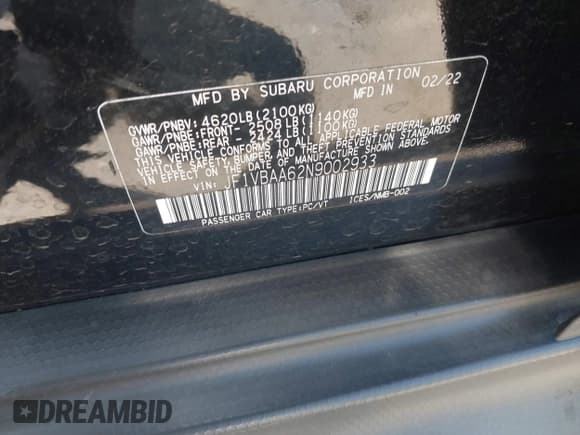 MFD BY SUBARU CORPORATION
MFD IN 02/22
GVWR/PNBV: 4620LB(2100KG)
GAWR/PNBE:FRONT- 2508LB(1140KG)
GAWR/PNBE:REAR - 2424LB(1100KG)
THIS VEHICLE CONFORMS TO ALL APPLICABLE FEDERAL MOTOR
VEHICLE SAFETY, BUMPER, AND THEFT PREVENTION STANDARDS
IN EFFECT ON THE DATE OF MANUFACTURE SHOWN ABOVE.
VIN: JF1VBAA62N9002933
PASSENGER CAR TYPE:PC/VT ICES/NMB-002
DREAMBID